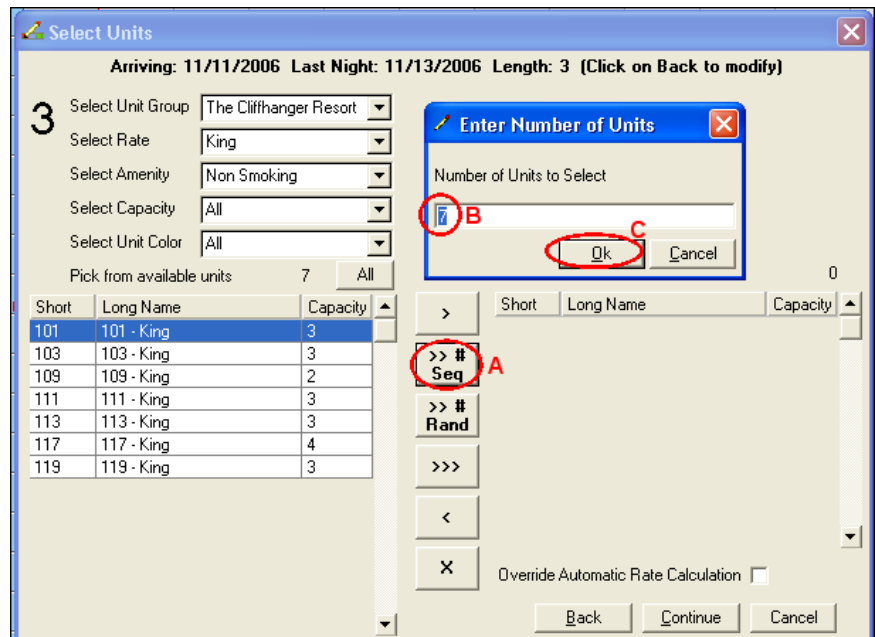 Select Units
Arriving: 11/11/2006 Last Night: 11/13/2006 Length: 3 (Click on Back to modify)
3
Select Unit Group The Cliffhanger Resort
Select Rate King
Select Amenity Non Smoking
Select Capacity All
Select Unit Color All
Pick from available units 7 All
Enter Number of Units
Number of Units to Select
7 B
C
Ok Cancel
0
Short Long Name Capacity
101 101 - King 3
103 103 - King 3
109 109 - King 2
111 111 - King 3
113 113 - King 3
117 117 - King 4
119 119 - King 3
>
>> #
Seq
A
>> #
Rand
>>>
<
X
Short Long Name Capacity
Override Automatic Rate Calculation
Back Continue Cancel